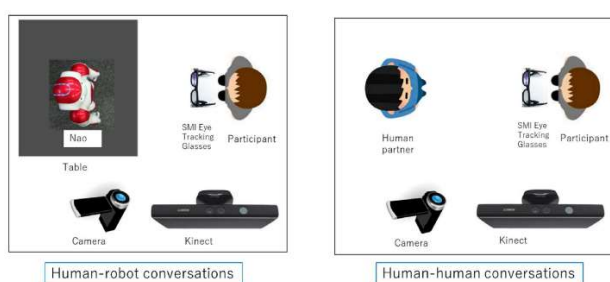 Nao
SMI Eye
Tracking
Glasses
Participant
Table
Camera
Kinect
Human-robot conversations
Human
partner
SMI Eye
Tracking
Glasses
Participant
Camera
Kinect
Human-human conversations